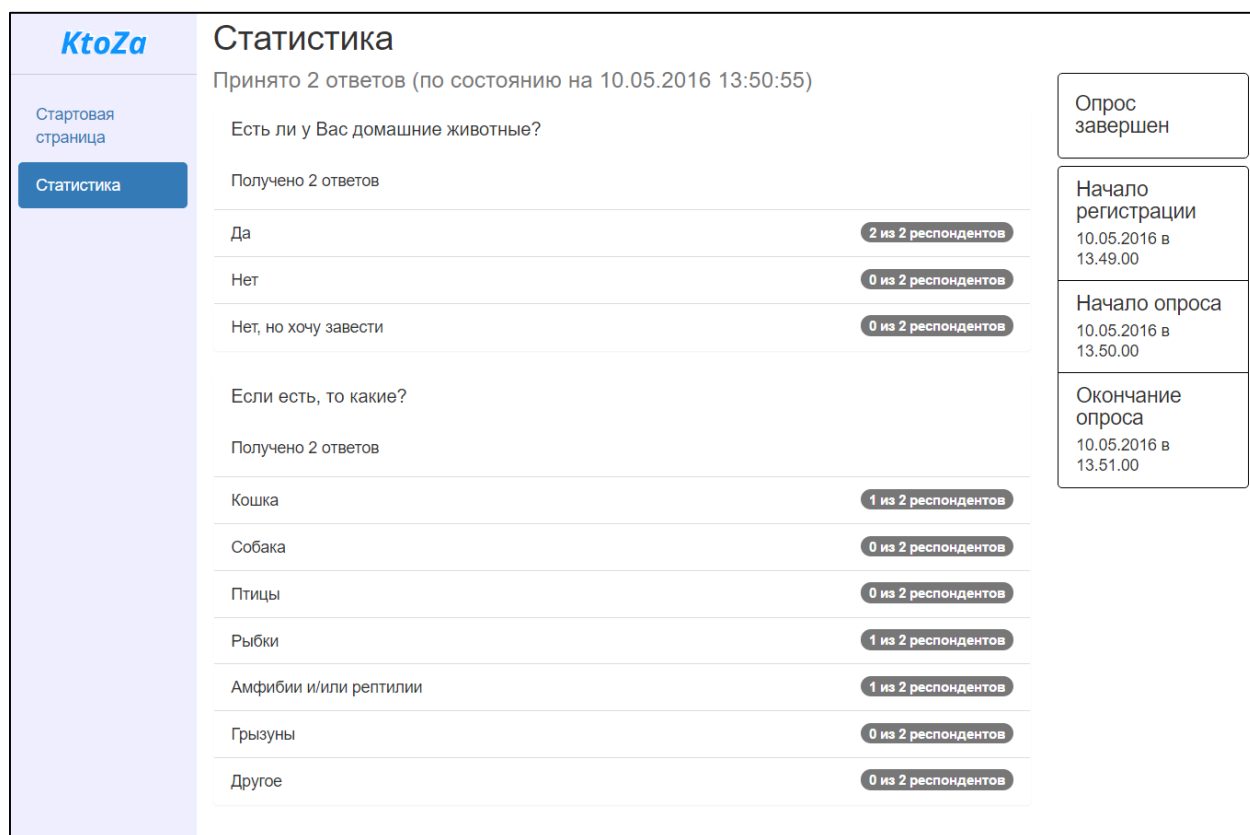 KtoZa
Стартовая
страница
Статистика
Статистика
Принято 2 ответов (по состоянию на 10.05.2016 13:50:55)
Есть ли у Вас домашние животные?
Получено 2 ответов
Да 2 из 2 респондентов
Нет 0 из 2 респондентов
Нет, но хочу завести 0 из 2 респондентов
Если есть, то какие?
Получено 2 ответов
Кошка 1 из 2 респондентов
Собака 0 из 2 респондентов
Птицы 0 из 2 респондентов
Рыбки 1 из 2 респондентов
Амфибии и/или рептилии 1 из 2 респондентов
Грызуны 0 из 2 респондентов
Другое 0 из 2 респондентов
Опрос
завершен
Начало
регистрации
10.05.2016 в
13.49.00
Начало опроса
10.05.2016 в
13.50.00
Окончание
опроса
10.05.2016 в
13.51.00